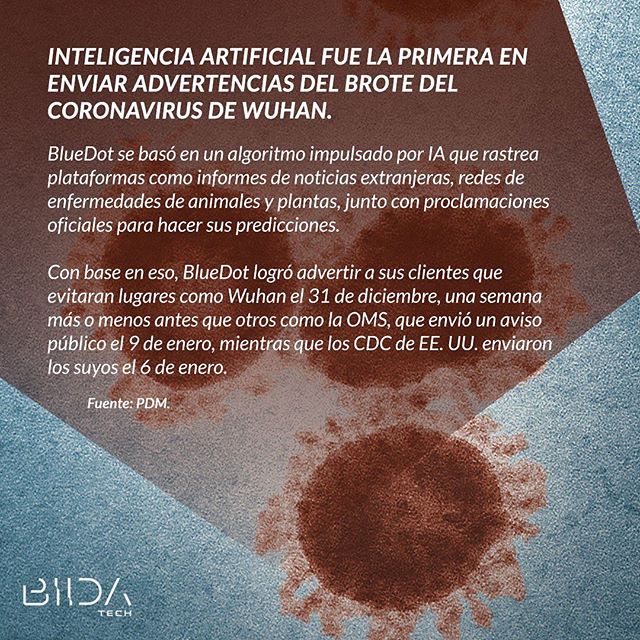 INTELIGENCIA ARTIFICIAL FUE LA PRIMERA EN
ENVIAR ADVERTENCIAS DEL BROTE DEL
CORONAVIRUS DE WUHAN.
BlueDot se basó en un algoritmo impulsado por IA que rastrea
plataformas como informes de noticias extranjeras, redes de
enfermedades de animales y plantas, junto con proclamaciones
oficiales para hacer sus predicciones.
Con base en eso, BlueDot logró advertir a sus clientes que
evitaran lugares como Wuhan el 31 de diciembre, una semana
más o menos antes que otros como la OMS, que envió un aviso
público el 9 de enero, mientras que los CDC de EE. UU. enviaron
los suyos el 6 de enero.
Fuente: PDM.
BIIDA
TECH